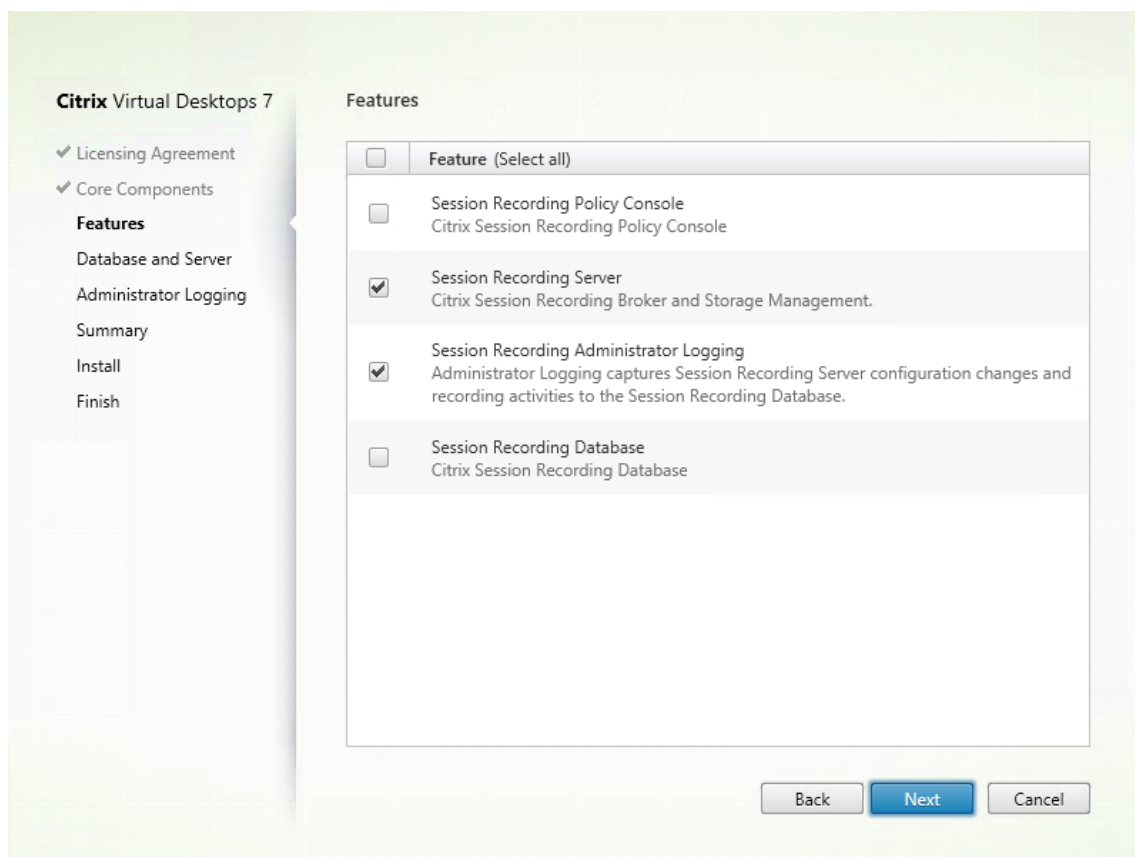 Citrix Virtual Desktops 7
Licensing Agreement
Core Components
Features
Database and Server
Administrator Logging
Summary
Install
Finish
Features
Feature (Select all)
Session Recording Policy Console
Citrix Session Recording Policy Console
Session Recording Server
Citrix Session Recording Broker and Storage Management.
Session Recording Administrator Logging
Administrator Logging captures Session Recording Server configuration changes and
recording activities to the Session Recording Database.
Session Recording Database
Citrix Session Recording Database
Back
Next
Cancel